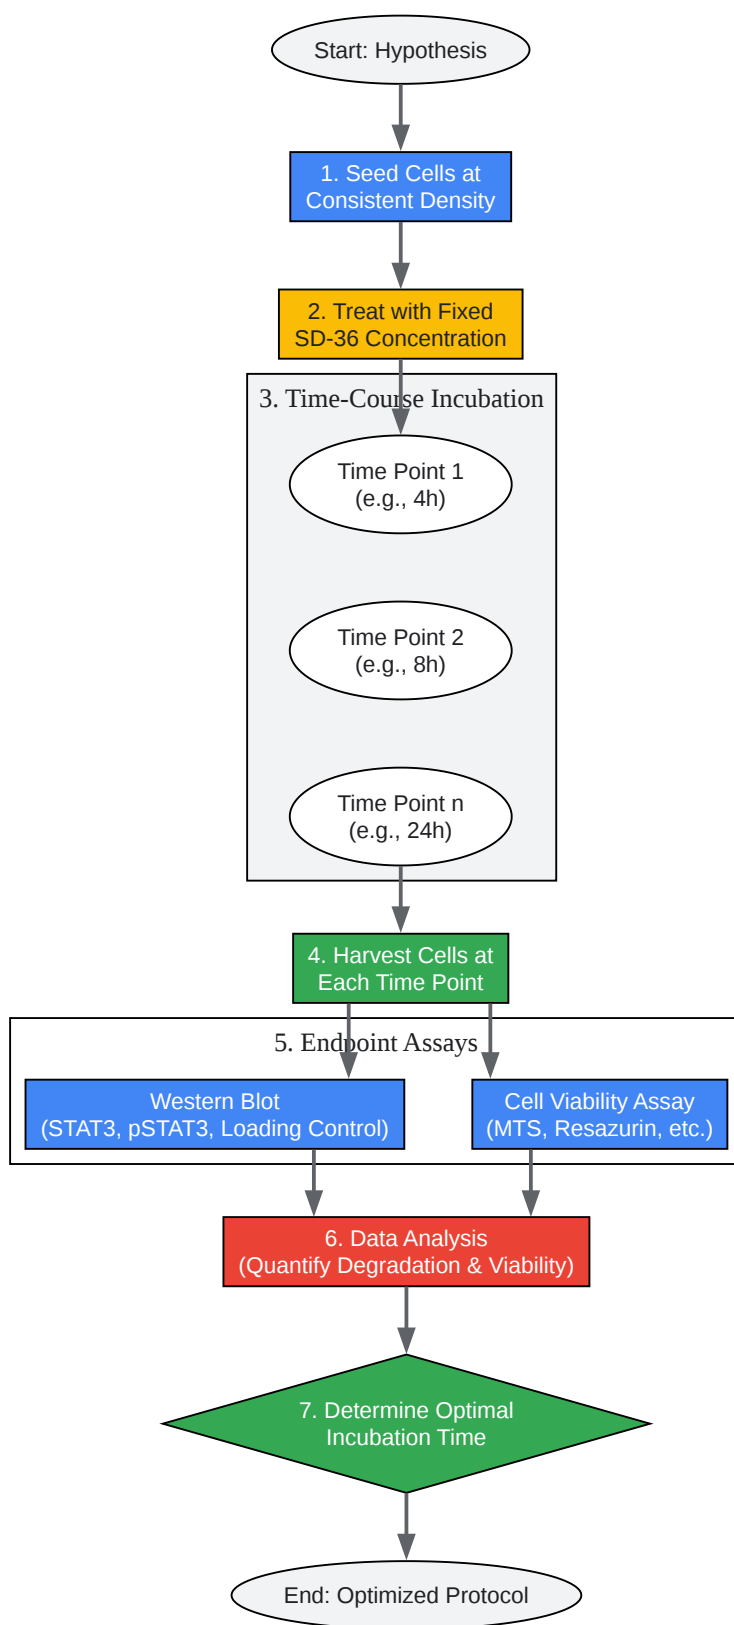 Start: Hypothesis
1. Seed Cells at
Consistent Density
2. Treat with Fixed
SD-36 Concentration
3. Time-Course Incubation
Time Point 1
(e.g., 4h)
Time Point 2
(e.g., 8h)
Time Point n
(e.g., 24h)
4. Harvest Cells at
Each Time Point
5. Endpoint Assays
Western Blot
(STAT3, pSTAT3, Loading Control)
Cell Viability Assay
(MTS, Resazurin, etc.)
6. Data Analysis
(Quantify Degradation & Viability)
7. Determine Optimal
Incubation Time
End: Optimized Protocol